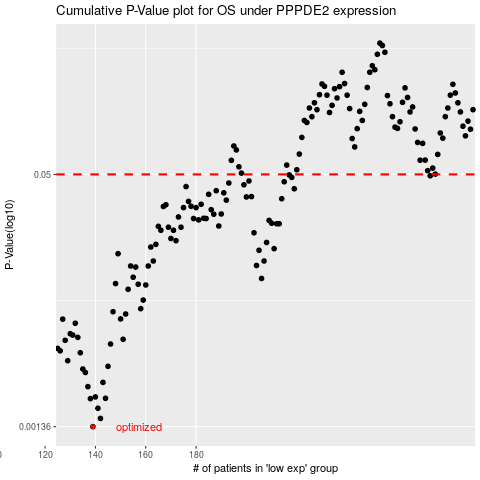 Cumulative P-Value plot for OS under PPPDE2 expression
P-Value(log10)
0.05
0.00136
optimized
0 120 140 160 180
# of patients in 'low exp' group